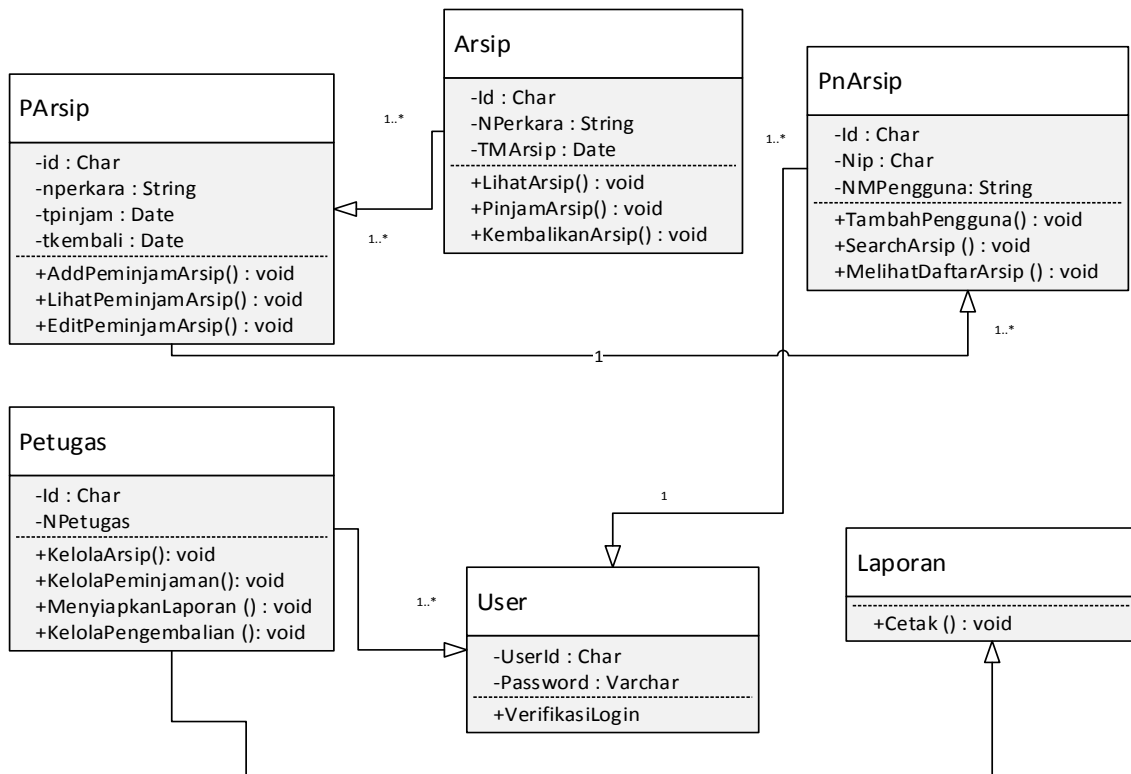 Arsip
-Id : Char
-NPerkara : String
-TMArsip : Date
+LihatArsip() : void
+PinjamArsip() : void
+KembalikanArsip() : void
PArsip
-id : Char
-nperkara : String
-tpinjam : Date
-tkembali : Date
+AddPeminjamArsip() : void
+LihatPeminjamArsip() : void
+EditPeminjamArsip() : void
1..*
1..*
PnArsip
-Id : Char
-Nip : Char
-NMPengguna: String
+TambahPengguna() : void
+SearchArsip () : void
+MelihatDaftarArsip () : void
1..*
1..*
1
Petugas
-Id : Char
-NPetugas
+KelolaArsip(): void
+KelolaPeminjaman(): void
+MenyiapkanLaporan () : void
+KelolaPengembalian (): void
1
1..*
User
-UserId : Char
-Password : Varchar
+VerifikasiLogin
Laporan
+Cetak () : void